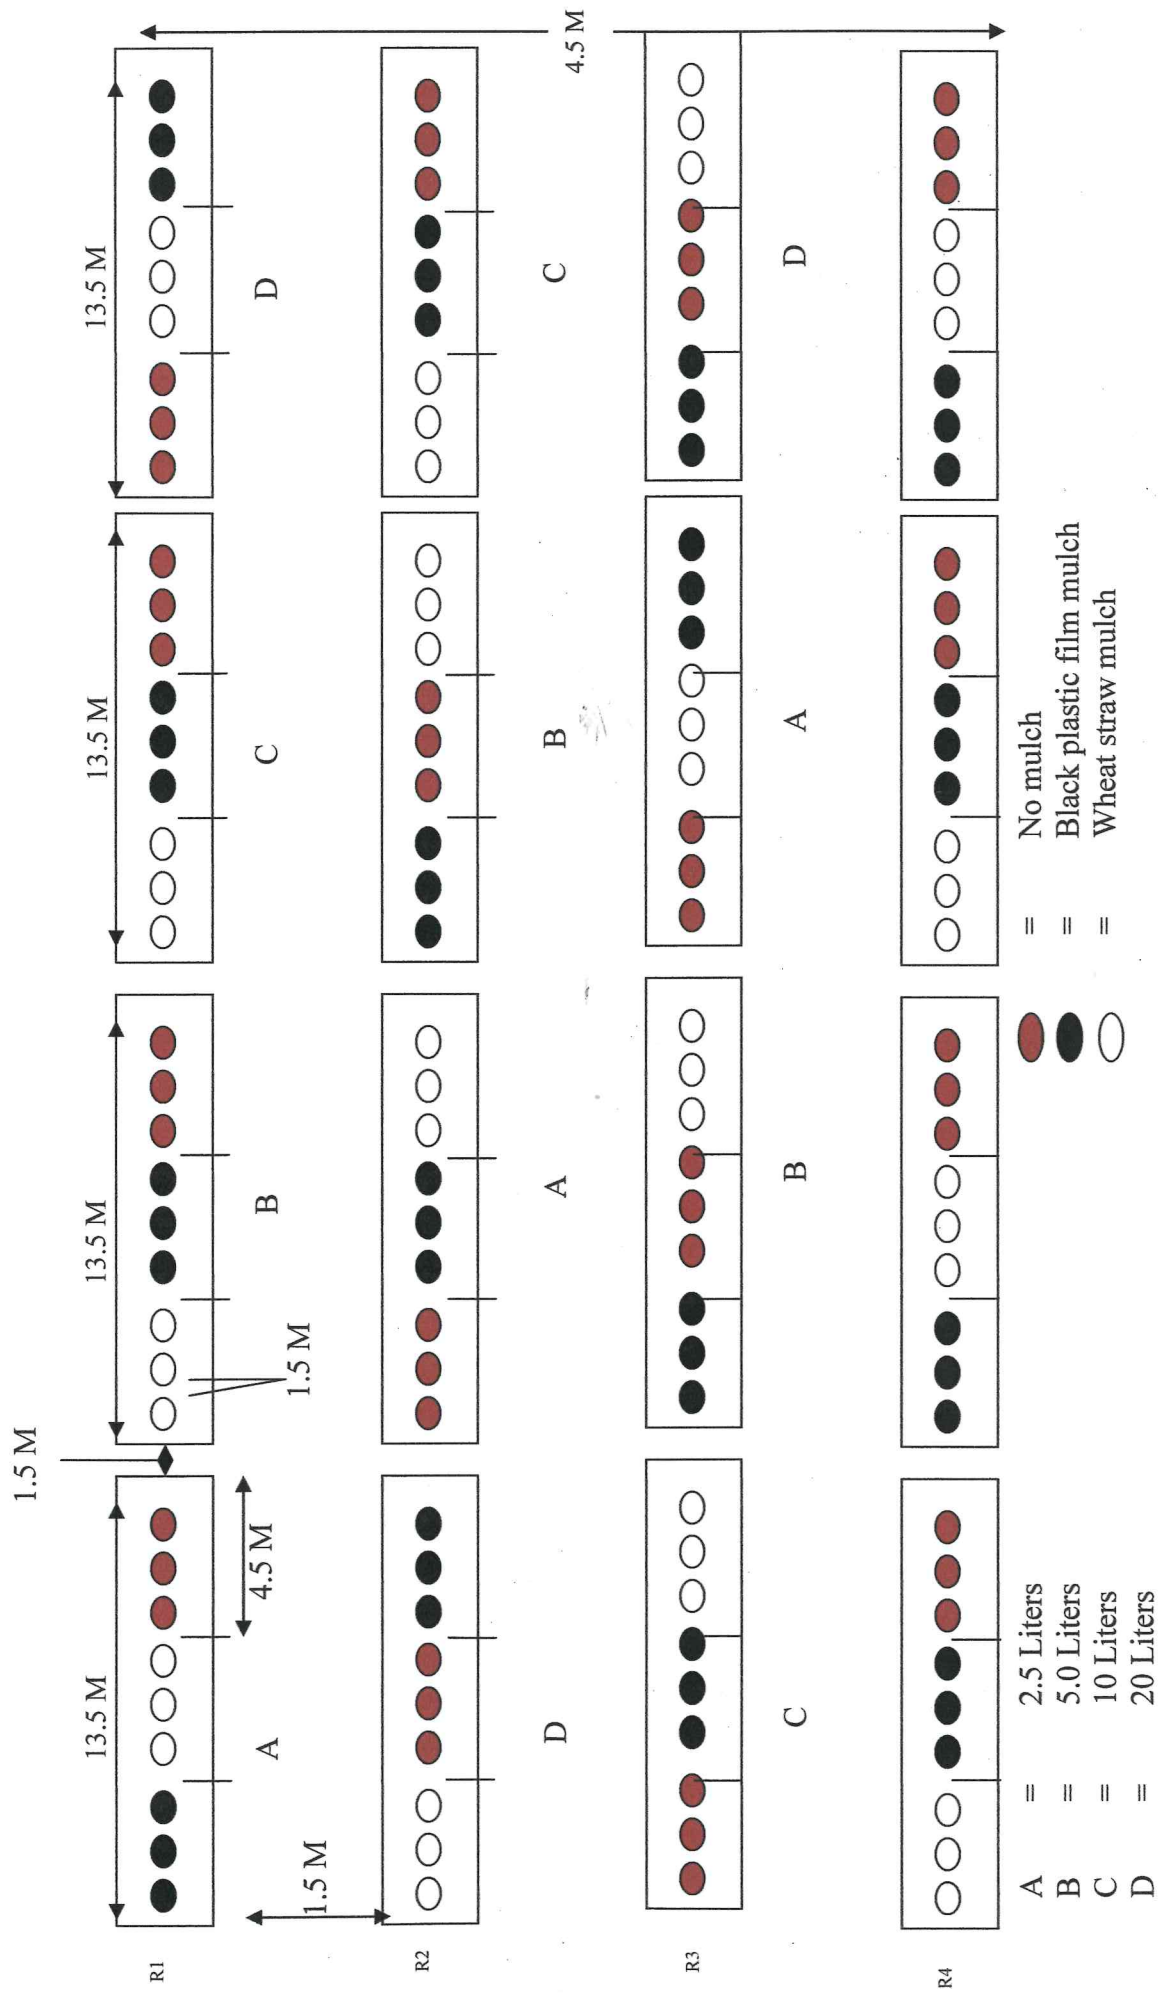 1.5 M
13.5 M 13.5 M 13.5 M 13.5 M
R1
A 4.5 M B C D
1.5 M
1.5 M
R2
D A B C
4.5 M
R3
C B A D
R4
A = 2.5 Liters
B = 5.0 Liters
C = 10 Liters
D = 20 Liters
= No mulch
= Black plastic film mulch
= Wheat straw mulch